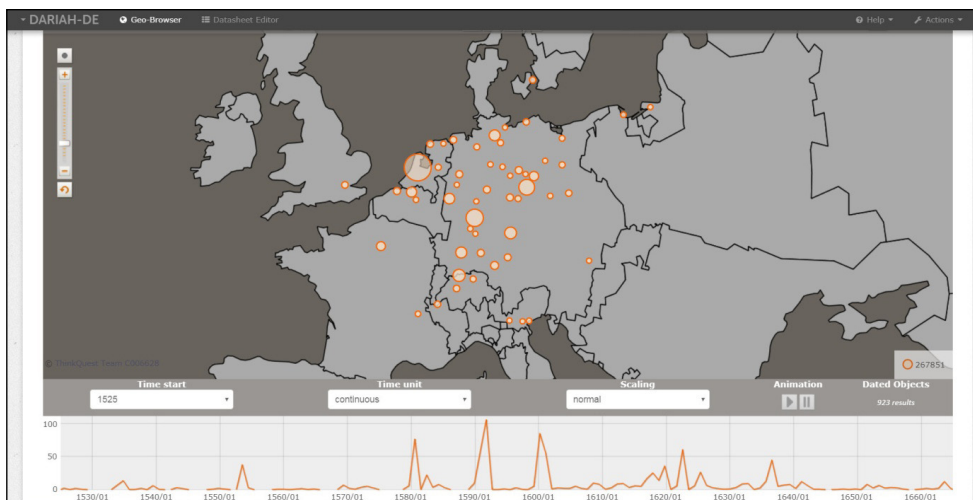 DARIAH-DE Geo-Browser Datasheet Editor Help Actions
© ThinkQuest Team C006628
267851
Time start Time unit Scaling Animation Dated Objects
1525 continuous normal 923 results
100
50
0
1530/01 1540/01 1550/01 1560/01 1570/01 1580/01 1590/01 1600/01 1610/01 1620/01 1630/01 1640/01 1650/01 1660/01